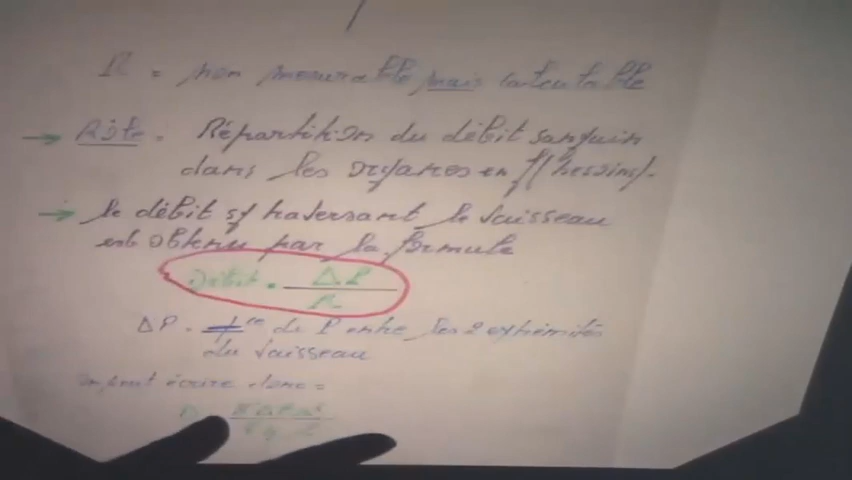 R = non mesurable mais calculable
→ Rôle = Répartition du débit sanguin
dans les organes en f(besoins).
→ le débit sg traversant le vaisseau
est obtenu par la formule
Débit = ΔP / R
ΔP = ≠ce de P entre les 2 extrémités
du vaisseau
on peut écrire donc =